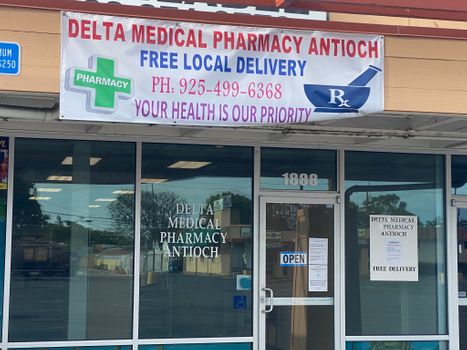 DELTA MEDICAL PHARMACY ANTIOCH
FREE LOCAL DELIVERY
PHARMACY
PH: 925-499-6368
Rx
YOUR HEALTH IS OUR PRIORITY
$250
1888
DELTA
MEDICAL
PHARMACY
ANTIOCH
OPEN
DELTA MEDICAL
PHARMACY
ANTIOCH
FREE DELIVERY